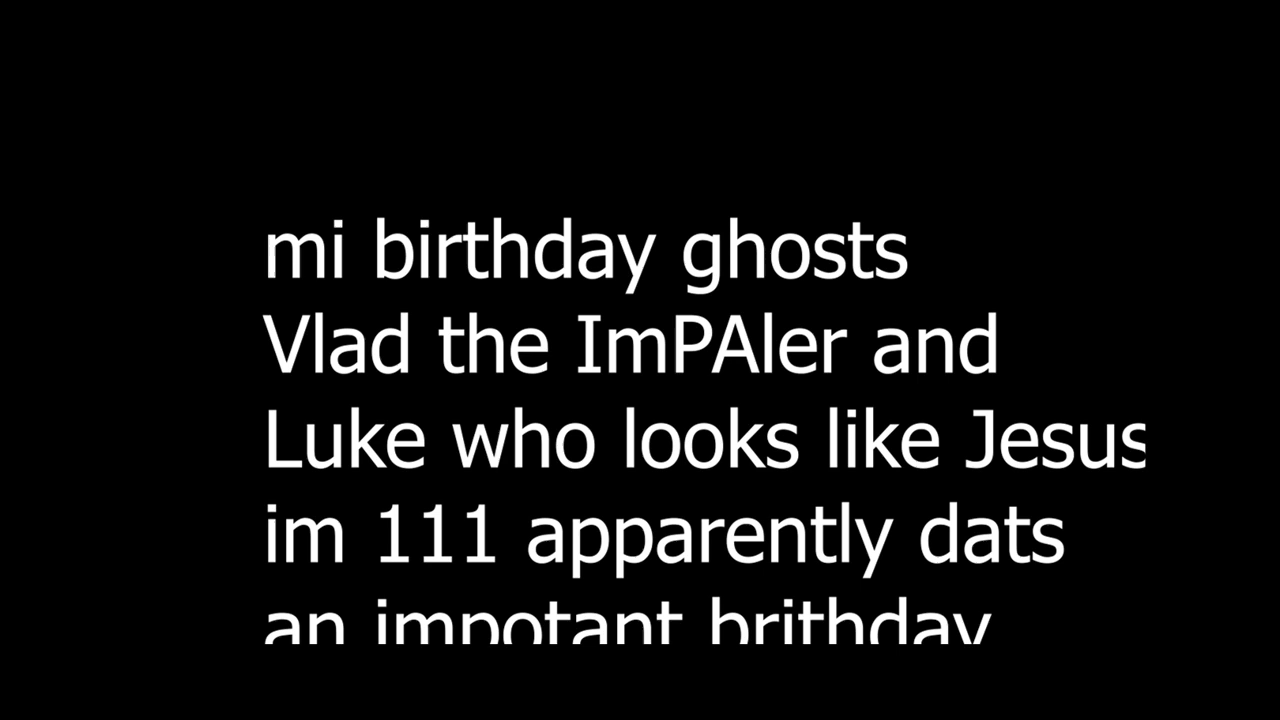 mi birthday ghosts
Vlad the ImPAler and
Luke who looks like Jesus
im 111 apparently dats
an impotant brithday